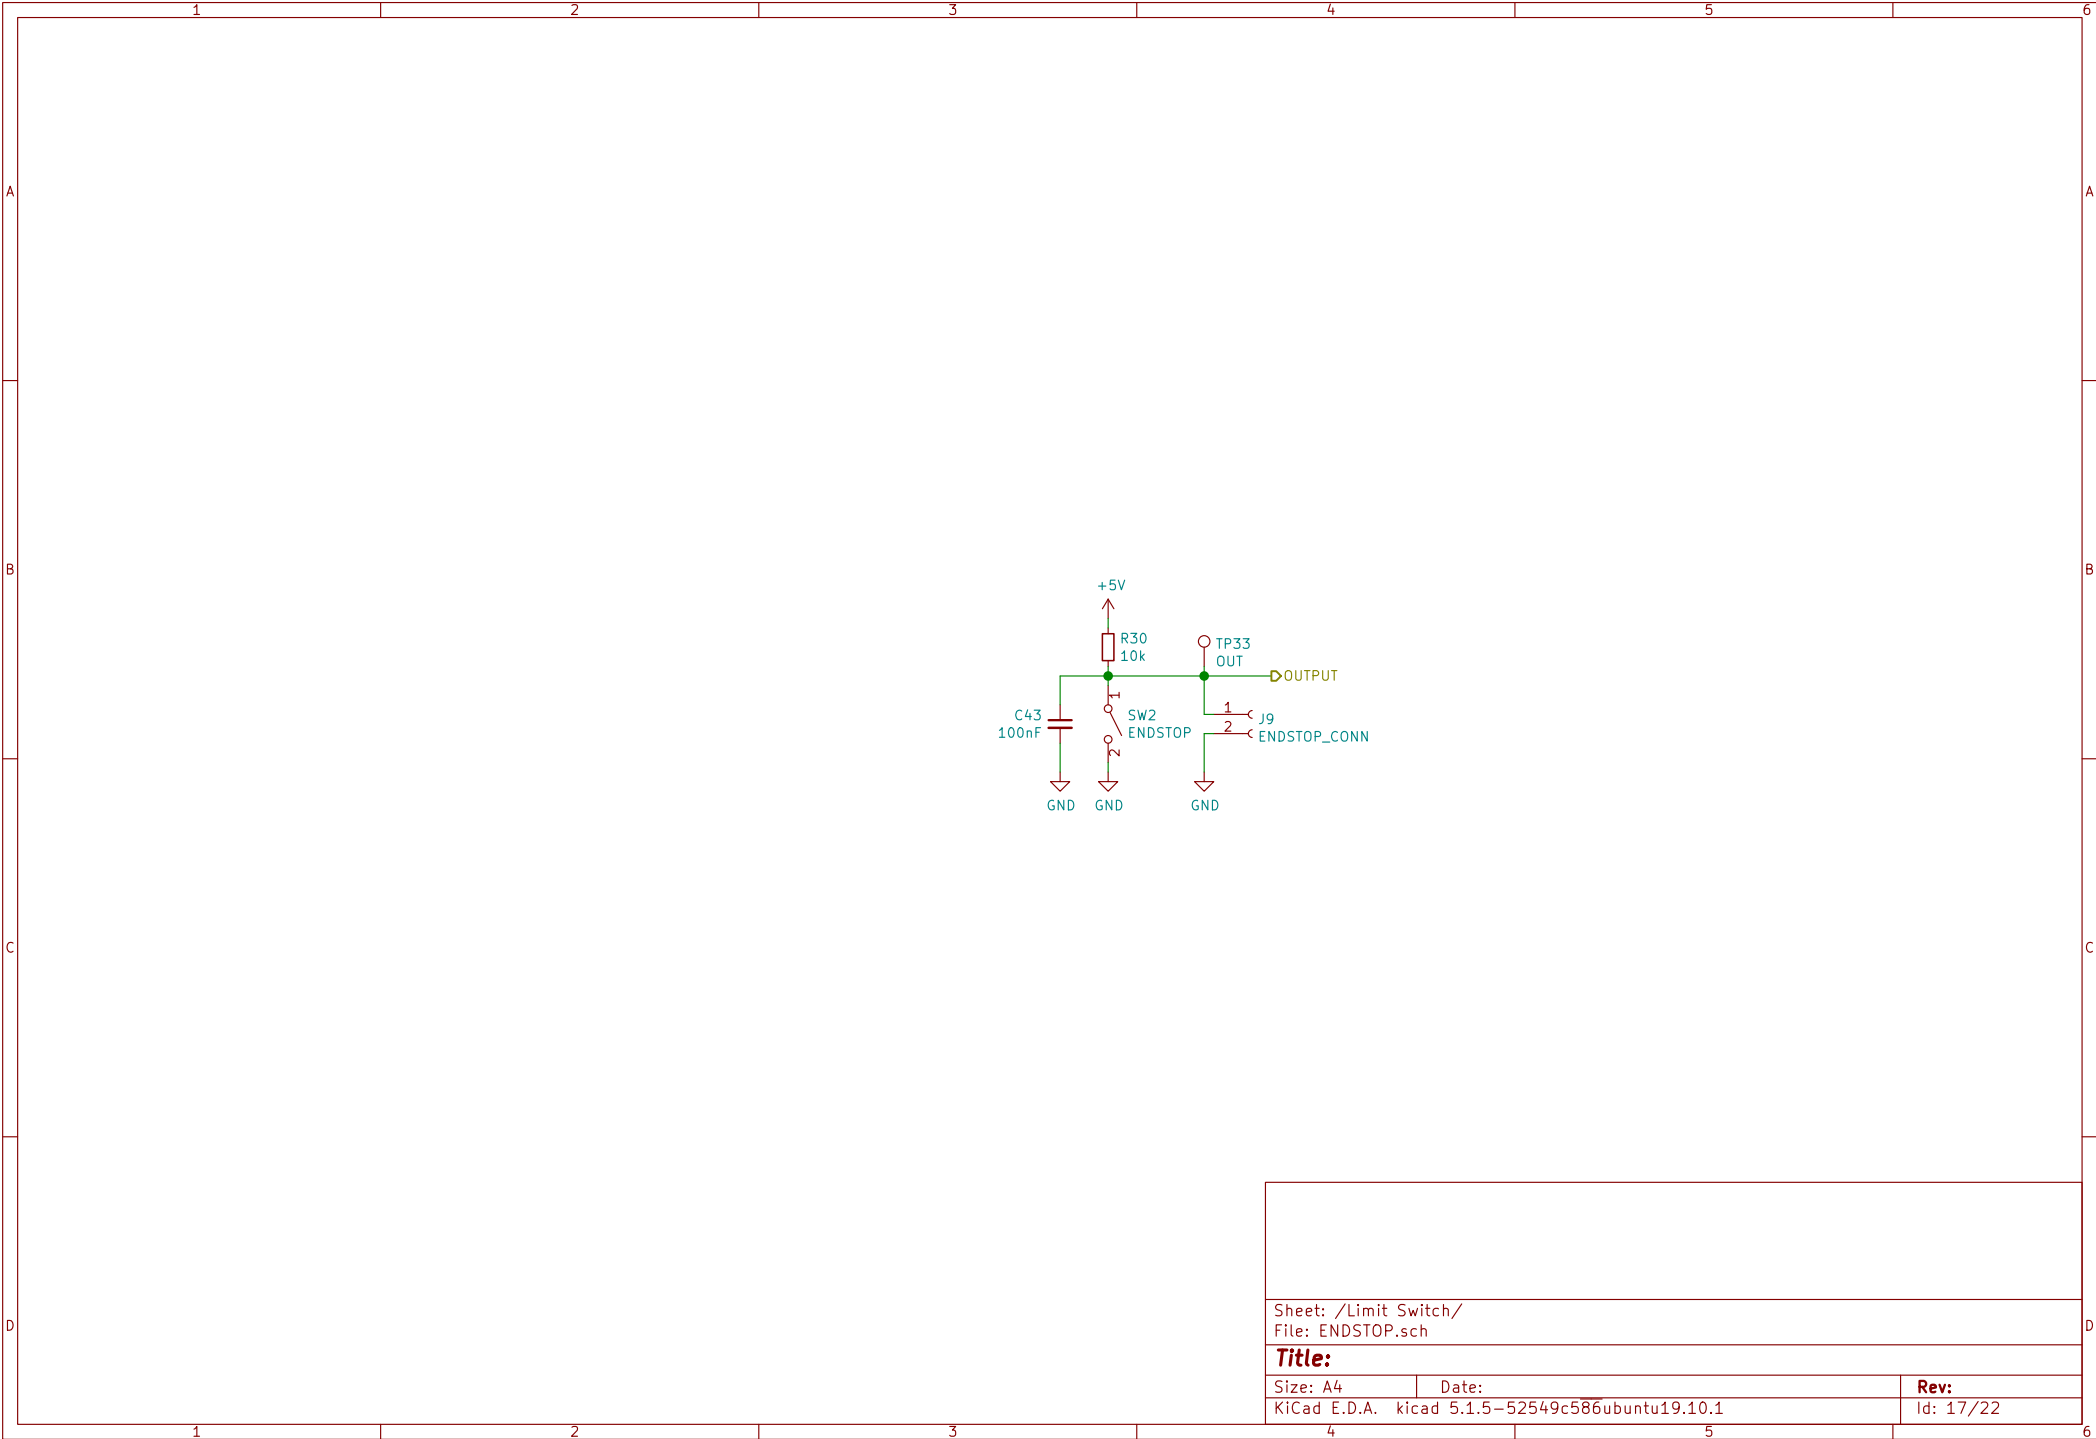 1 2 3 4 5 6
A A
+5V
B B
R30
10k
TP33
OUT
OUTPUT
1
1
2
2
C43
100nF
SW2
ENDSTOP
J9
ENDSTOP_CONN
GND GND GND
C C
Sheet: /Limit Switch/
File: ENDSTOP.sch
D D
Title:
Size: A4 Date: Rev:
KiCad E.D.A. kicad 5.1.5-52549c586ubuntu19.10.1 Id: 17/22
1 2 3 4 5 6